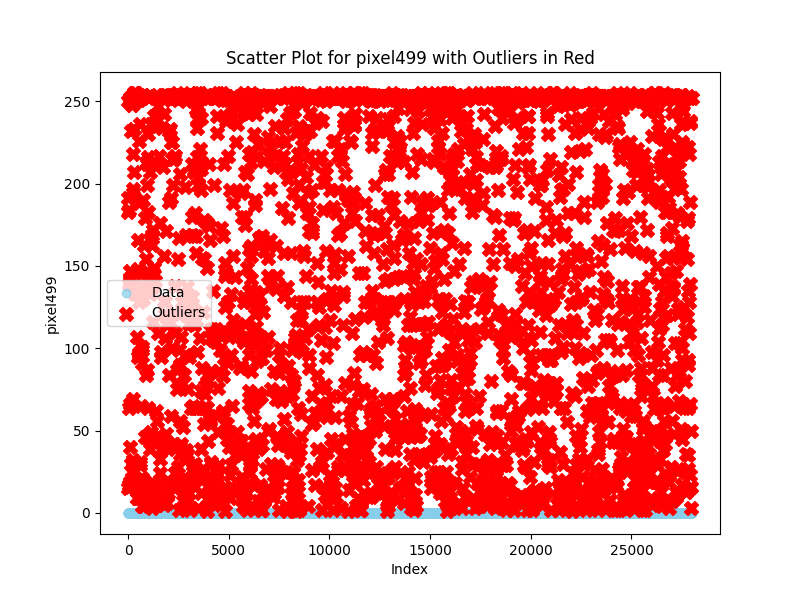 Scatter Plot for pixel499 with Outliers in Red
250
200
150
100
50
0
pixel499
Data
Outliers
0 5000 10000 15000 20000 25000
Index